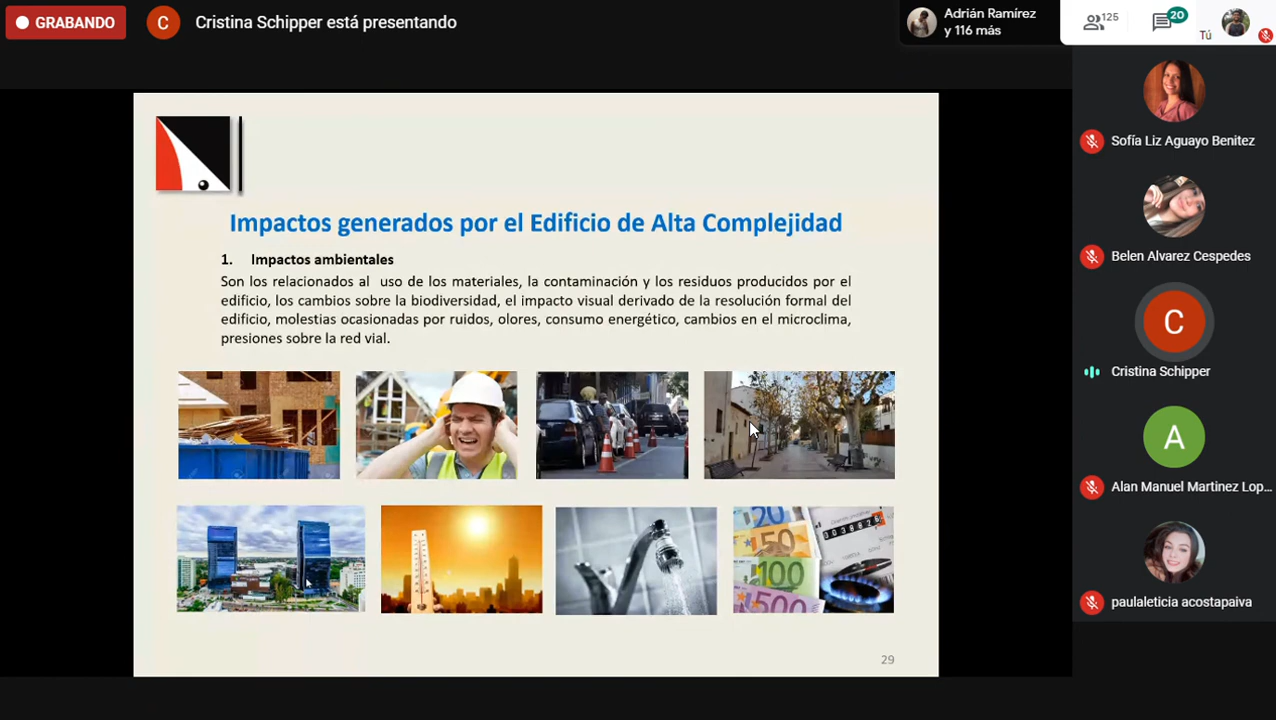 GRABANDO
C
Cristina Schipper está presentando
Adrián Ramírez
y 116 más
125
20
Tú
Sofía Liz Aguayo Benitez
Belen Alvarez Cespedes
C
Cristina Schipper
A
Alan Manuel Martinez Lop...
paulaleticia acostapaiva
Impactos generados por el Edificio de Alta Complejidad
1. Impactos ambientales
Son los relacionados al uso de los materiales, la contaminación y los residuos producidos por el
edificio, los cambios sobre la biodiversidad, el impacto visual derivado de la resolución formal del
edificio, molestias ocasionadas por ruidos, olores, consumo energético, cambios en el microclima,
presiones sobre la red vial.
20
50
100
500
29